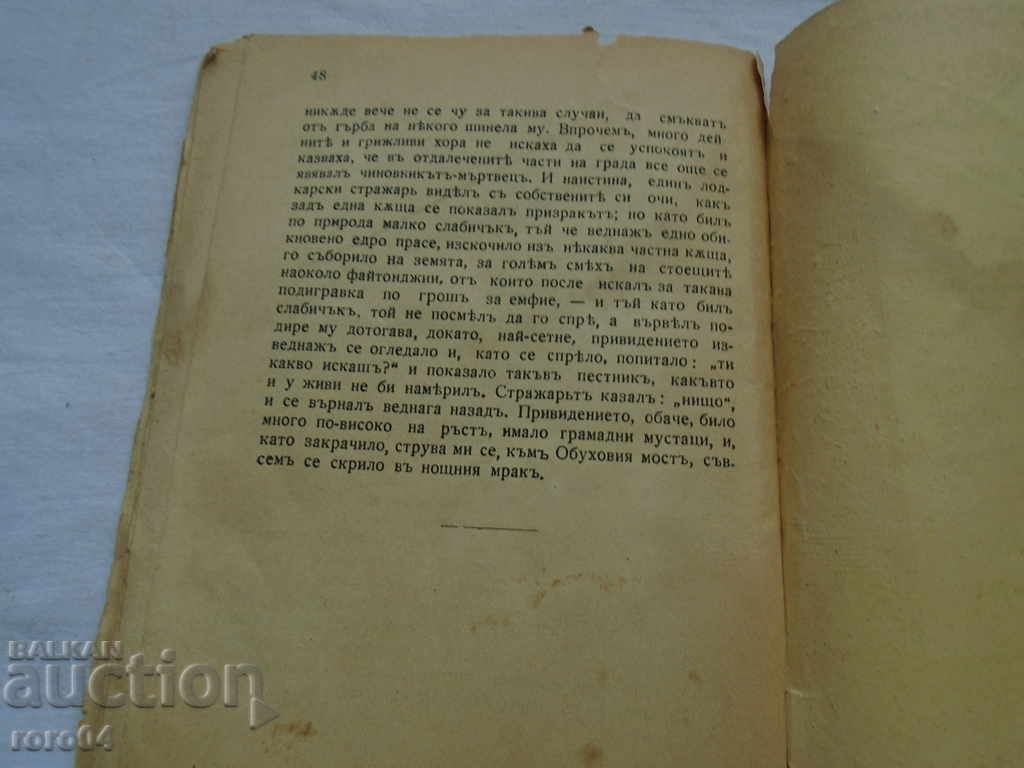 48
никѫде вече не се чу за такива случаи, да смъкватъ
отъ гърба на нѣкого шинела му. Впрочемъ, много дей
нитѣ и грижливи хора не искаха да се успокоятъ и
казваха, че въ отдалеченитѣ части на града все още се
явявалъ чиновкикътъ-мъртвецъ. И наистина, единъ лод-
карски стражарь видѣлъ съ собственитѣ си очи, какъ
задъ една кѫща се показалъ призракътъ; но като билъ
по природа малко слабичъкъ, тъй че веднажъ едно оби-
кновено едро прасе, изскочило изъ нѣкаква частна кѫща,
го съборило на земята, за голѣмъ смѣхъ на стоещитѣ
наоколо файтонджии, отъ които после искалъ за такава
подигравка по грошъ за емфие, — и тъй като билъ
слабичъкъ, той не посмѣлъ да го спрѣ, а вървѣлъ по-
дире му дотогава, докато, най-сетне, привидението из-
веднаж се огледало и, като се спрѣло, попитало: „ти
какво искашъ?“ и показало такъвъ пестникъ, какъвто
и у живи не би намѣрилъ. Стражарьтъ казалъ: „нищо“,
и се върналъ веднага назадъ. Привидението, обаче, било
много по-високо на ръстъ, имало грамадни мустаци, и,
като закрачило, струва ми се, къмъ Обуховия мостъ, съв-
семъ се скрило въ нощния мракъ.
BALKAN
auction
roro04